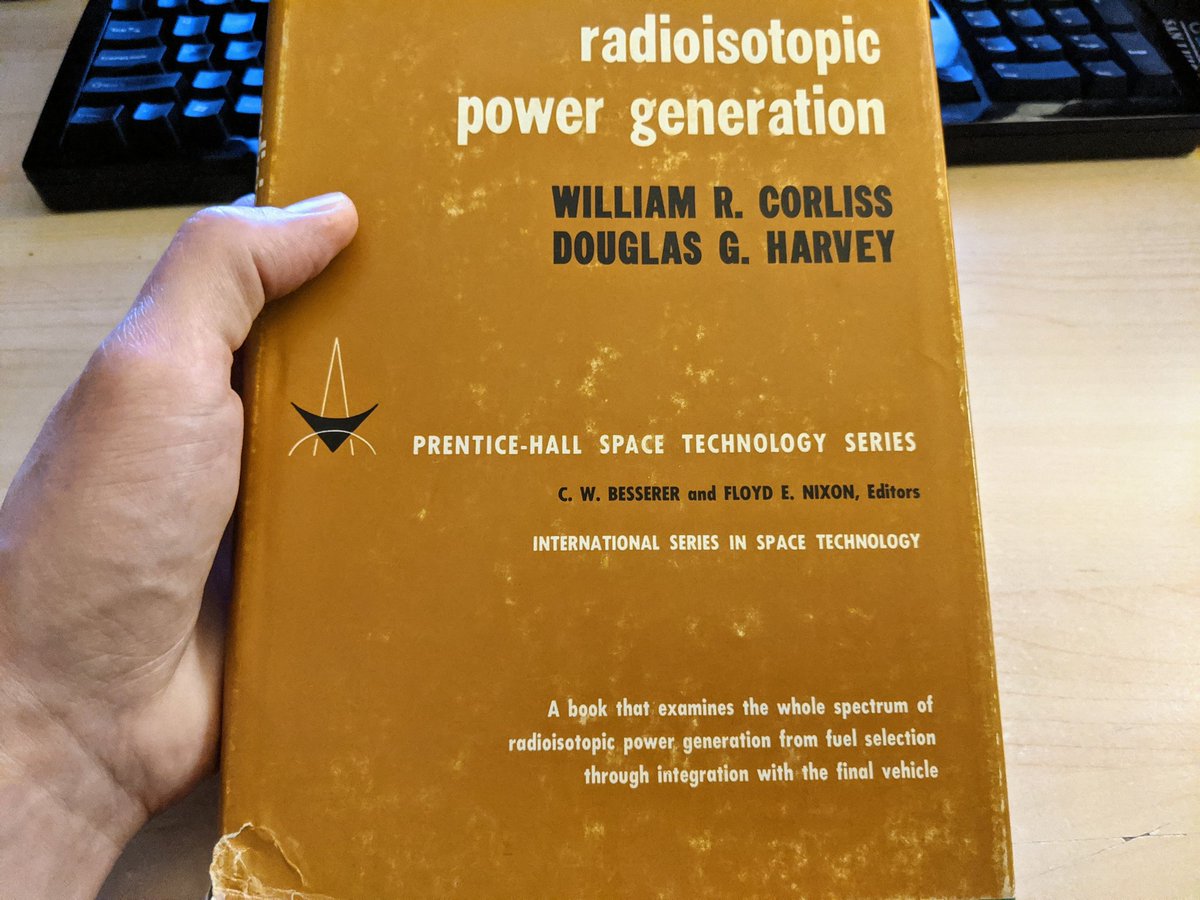 radioisotopic
power generation
WILLIAM R. CORLISS
DOUGLAS G. HARVEY
PRENTICE-HALL SPACE TECHNOLOGY SERIES
C. W. BESSERER and FLOYD E. NIXON, Editors
INTERNATIONAL SERIES IN SPACE TECHNOLOGY
A book that examines the whole spectrum of
radioisotopic power generation from fuel selection
through integration with the final vehicle